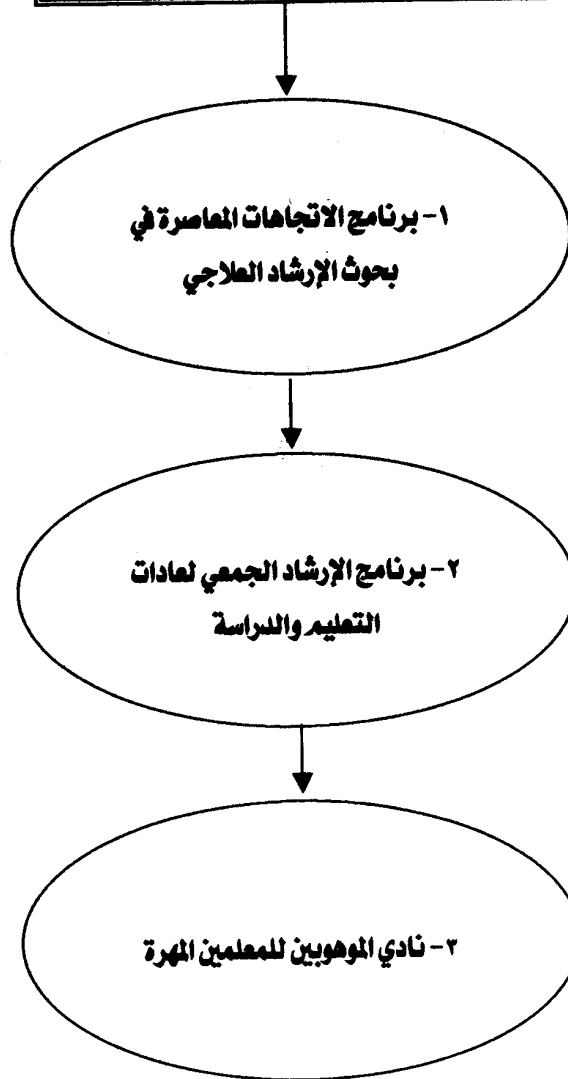 ١- برنامج الاتجاهات المعاصرة في
بحوث الإرشاد العلاجي
٢- برنامج الإرشاد الجمعي لعادات
التعليم والدراسة
٣- نادي الموهوبين للمعلمين المهرة